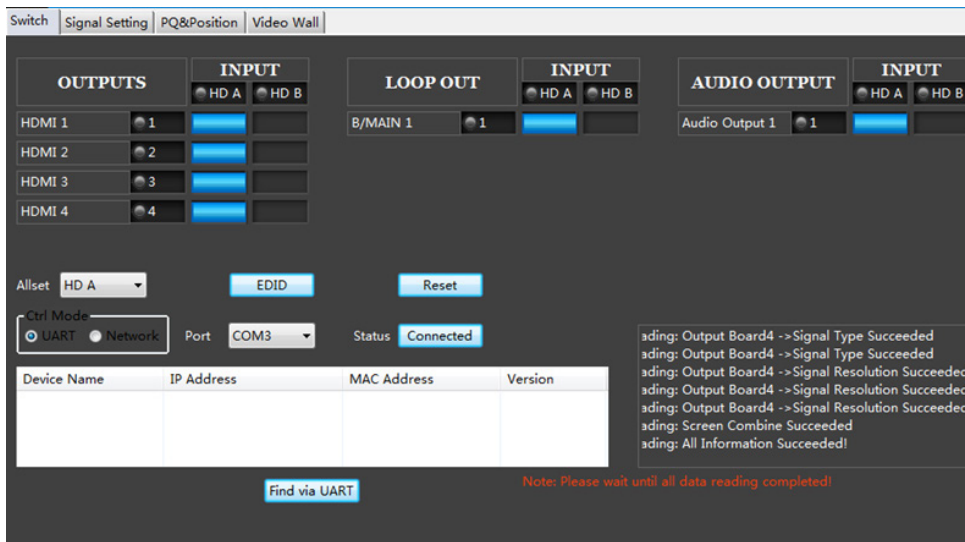 Switch Signal Setting PQ&Position Video Wall
OUTPUTS INPUT LOOP OUT INPUT AUDIO OUTPUT INPUT
HD A HD B HD A HD B HD A HD B
HDMI 1 1 B/MAIN 1 1 Audio Output 1 1
HDMI 2 2
HDMI 3 3
HDMI 4 4
Allset HD A EDID Reset
Ctrl Mode
UART Network Port COM3 Status Connected
Device Name IP Address MAC Address Version
ading: Output Board4 ->Signal Type Succeeded
ading: Output Board4 ->Signal Type Succeeded
ading: Output Board4 ->Signal Resolution Succeeded
ading: Output Board4 ->Signal Resolution Succeeded
ading: Output Board4 ->Signal Resolution Succeeded
ading: Screen Combine Succeeded
ading: All Information Succeeded!
Find via UART
Note: Please wait until all data reading completed!